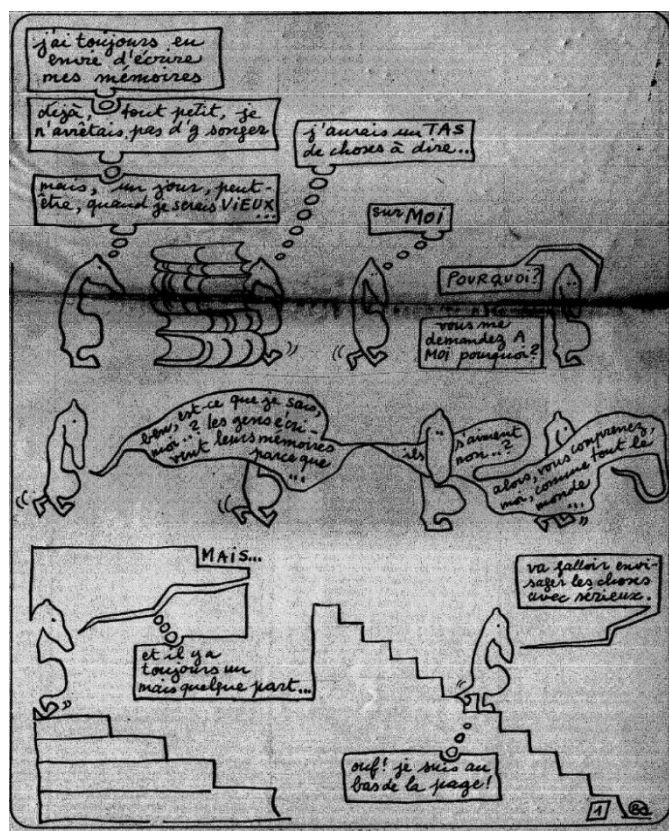 j'ai toujours eu
envie d'écrire
mes mémoires
déjà, tout petit, je
n'arrêtais pas d'y songer
mais, un jour, peut-
être, quand je serais VIEUX
...
j'aurais un TAS
de choses à dire...
sur MOI
POURQUOI?
vous me
demandez A
MOI pourquoi?
ben, est-ce que je sais,
moi...? les gens écri-
vent leurs mémoires
parce que
...
ils
s'aiment
non..?
alors, vous comprenez,
moi, comme tout le
monde
...
MAIS...
et il y a
toujours un
mais quelque part...
va falloir envi-
sager les choses
avec sérieux.
ouf! je suis au
bas de la page!
1